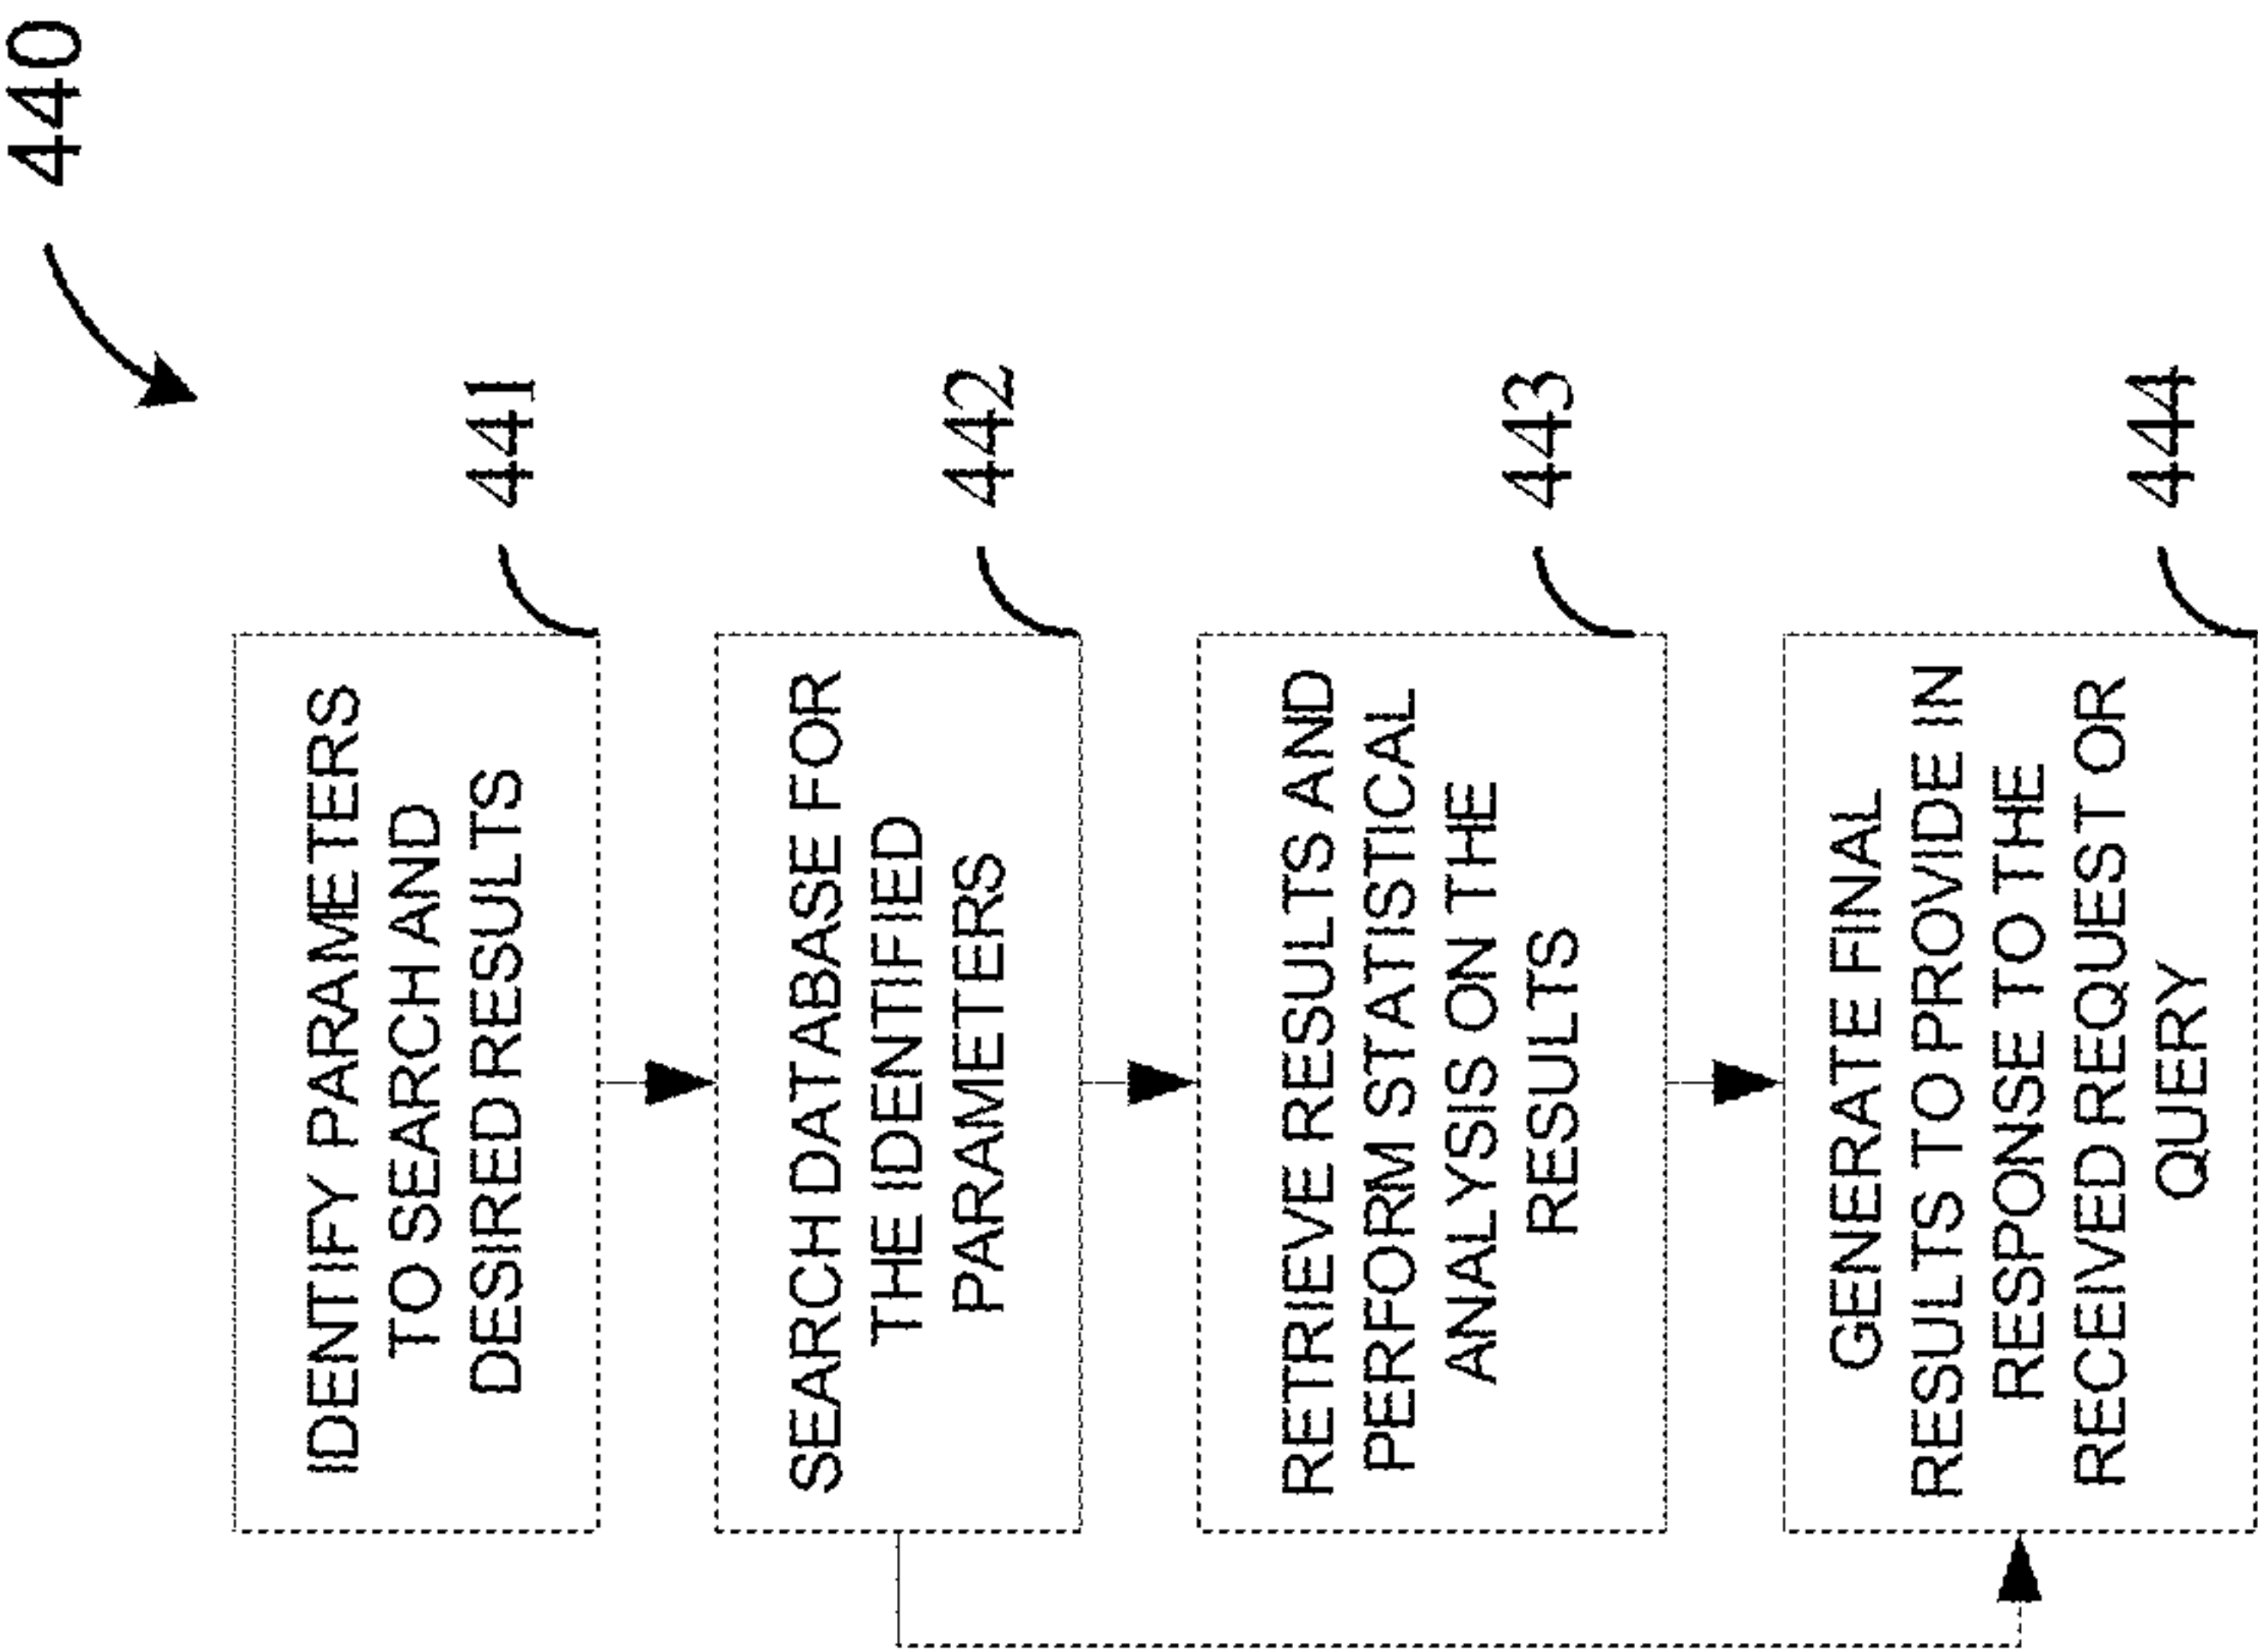 440
IDENTIFY PARAMETERS
TO SEARCH AND
DESIRED RESULTS
441
SEARCH DATABASE FOR
THE IDENTIFIED
PARAMETERS
442
RETRIEVE RESULTS AND
PERFORM STATISTICAL
ANALYSIS ON THE
RESULTS
443
GENERATE FINAL
RESULTS TO PROVIDE IN
RESPONSE TO THE
RECEIVED REQUEST OR
QUERY
444